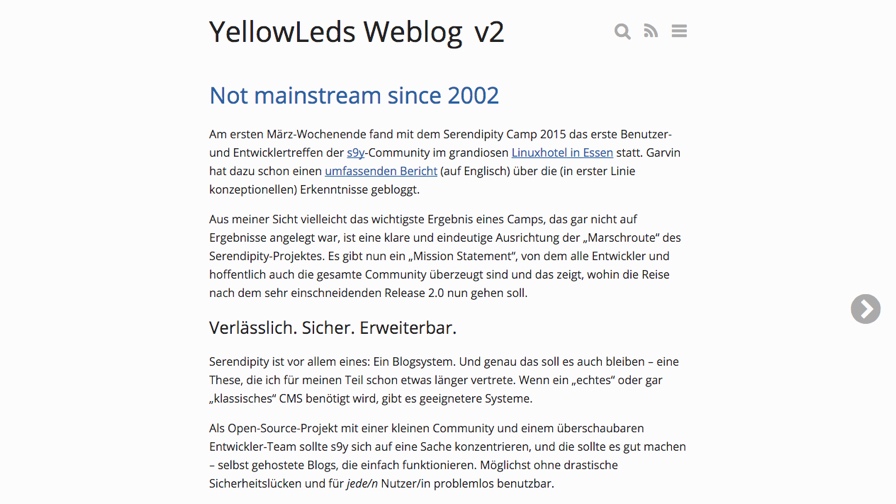 YellowLeds Weblog v2
Not mainstream since 2002
Am ersten März-Wochenende fand mit dem Serendipity Camp 2015 das erste Benutzer-
und Entwicklertreffen der s9y-Community im grandiosen Linuxhotel in Essen statt. Garvin
hat dazu schon einen umfassenden Bericht (auf Englisch) über die (in erster Linie
konzeptionellen) Erkenntnisse gebloggt.
Aus meiner Sicht vielleicht das wichtigste Ergebnis eines Camps, das gar nicht auf
Ergebnisse angelegt war, ist eine klare und eindeutige Ausrichtung der „Marschroute“ des
Serendipity-Projektes. Es gibt nun ein „Mission Statement“, von dem alle Entwickler und
hoffentlich auch die gesamte Community überzeugt sind und das zeigt, wohin die Reise
nach dem sehr einschneidenden Release 2.0 nun gehen soll.
Verlässlich. Sicher. Erweiterbar.
Serendipity ist vor allem eines: Ein Blogsystem. Und genau das soll es auch bleiben – eine
These, die ich für meinen Teil schon etwas länger vertrete. Wenn ein „echtes“ oder gar
„klassisches“ CMS benötigt wird, gibt es geeignetere Systeme.
Als Open-Source-Projekt mit einer kleinen Community und einem überschaubaren
Entwickler-Team sollte s9y sich auf eine Sache konzentrieren, und die sollte es gut machen
– selbst gehostete Blogs, die einfach funktionieren. Möglichst ohne drastische
Sicherheitslücken und für jede/n Nutzer/in problemlos benutzbar.